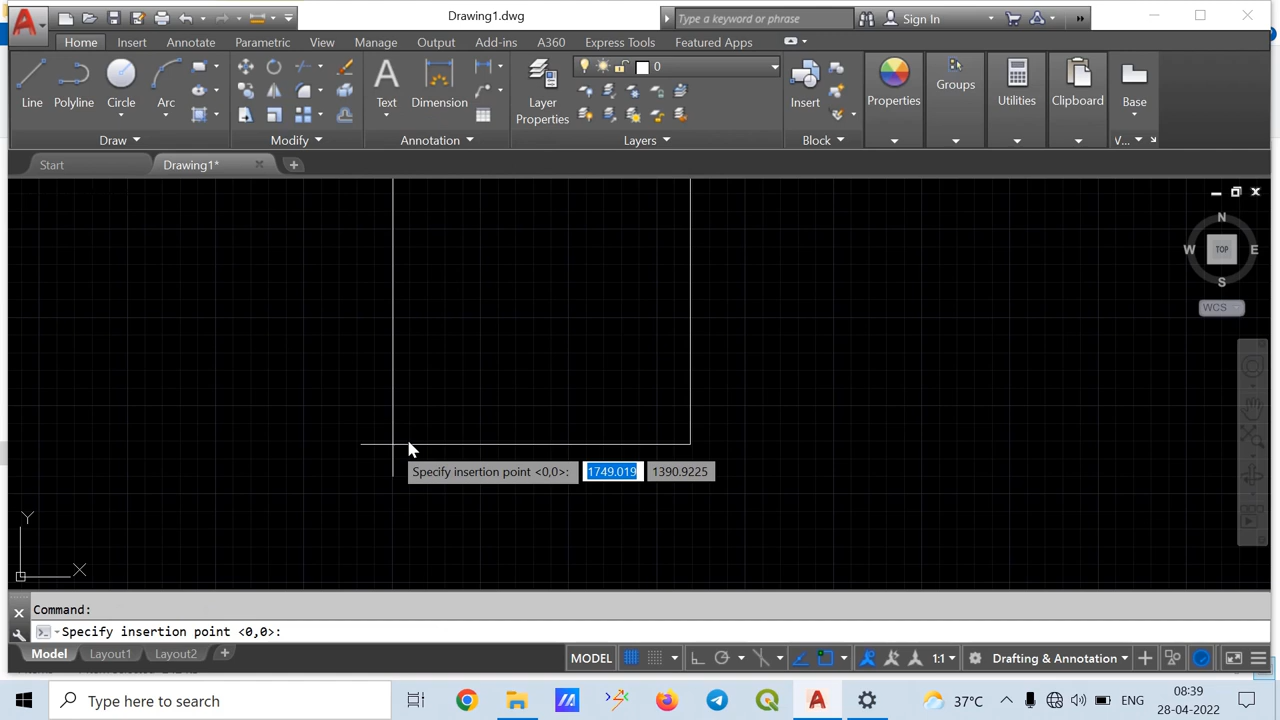 Drawing1.dwg
Type a keyword or phrase
Sign In
Home Insert Annotate Parametric View Manage Output Add-ins A360 Express Tools Featured Apps
0
Line Polyline Circle Arc
Text Dimension
Layer
Properties
Insert
Properties
Groups
Utilities
Clipboard
Base
Draw Modify Annotation Layers Block V...
Start Drawing1*
N
W TOP E
S
WCS
Specify insertion point <0,0>: 1749.019 1390.9225
Y
X
Command:
Specify insertion point <0,0>:
Model Layout1 Layout2 + MODEL 1:1 Drafting & Annotation
Type here to search
37°C ENG
08:39
28-04-2022